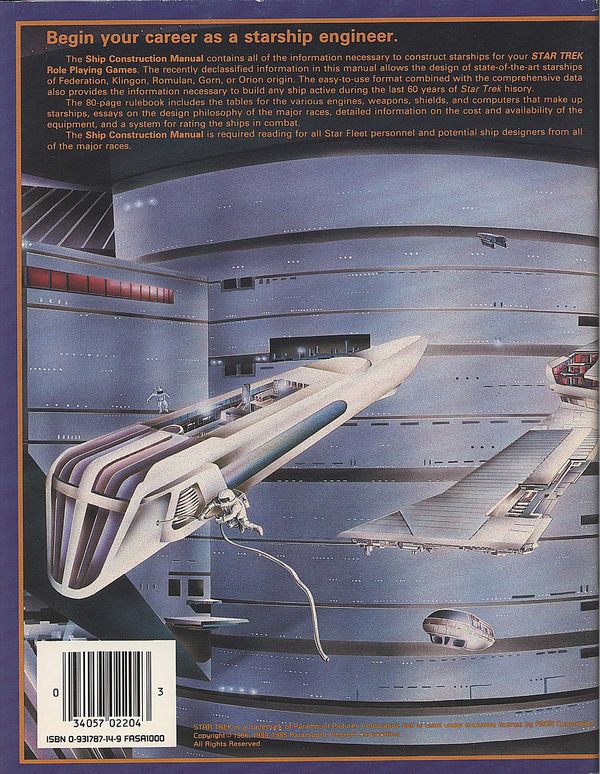 Begin your career as a starship engineer.
The Ship Construction Manual contains all of the information necessary to construct starships for your STAR TREK
Role Playing Games. The recently declassified information in this manual allows the design of state-of-the-art starships
of Federation, Klingon, Romulan, Gorn, or Orion origin. The easy-to-use format combined with the comprehensive data
also provides the information necessary to build any ship active during the last 60 years of Star Trek hisory.
The 80-page rulebook includes the tables for the various engines, weapons, shields, and computers that make up
starships, essays on the design philosophy of the major races, detailed information on the cost and availability of the
equipment, and a system for rating the ships in combat.
The Ship Construction Manual is required reading for all Star Fleet personnel and potential ship designers from all
of the major races.
0 34057 02204 3
ISBN 0-931787-14-9 FASA1000
STAR TREK is a trademark of Paramount Pictures Corporation and is used under exclusive license by FASA Corporation
Copyright © 1966, 1983, 1985 Paramount Pictures Corporation
All Rights Reserved